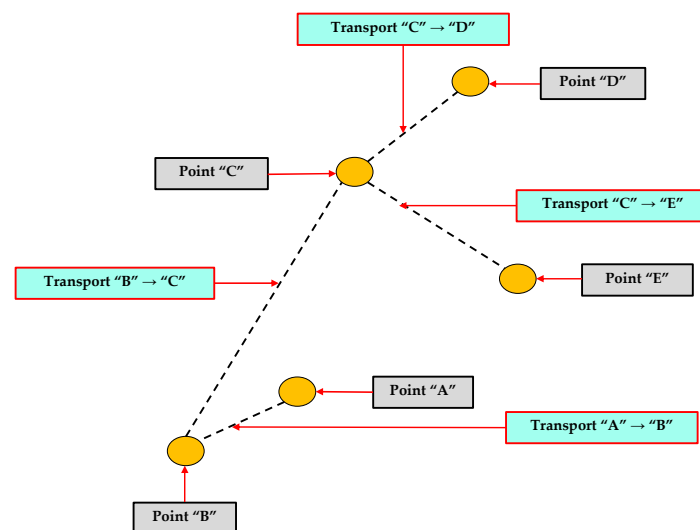 Transport “C” → “D”
Point “D”
Point “C”
Transport “C” → “E”
Transport “B” → “C”
Point “E”
Point “A”
Transport “A” → “B”
Point “B”